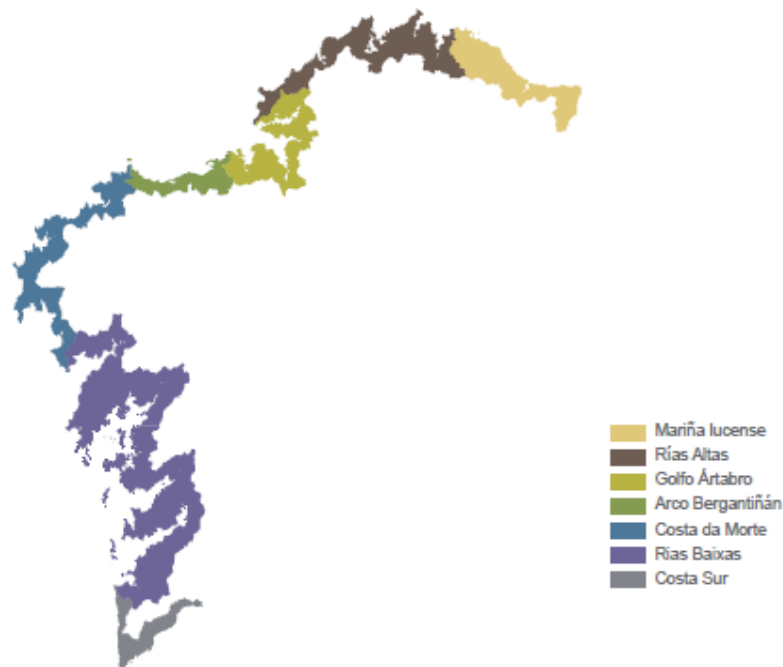 Mariña lucense
Rías Altas
Golfo Ártabro
Arco Bergantiñán
Costa da Morte
Rías Baixas
Costa Sur